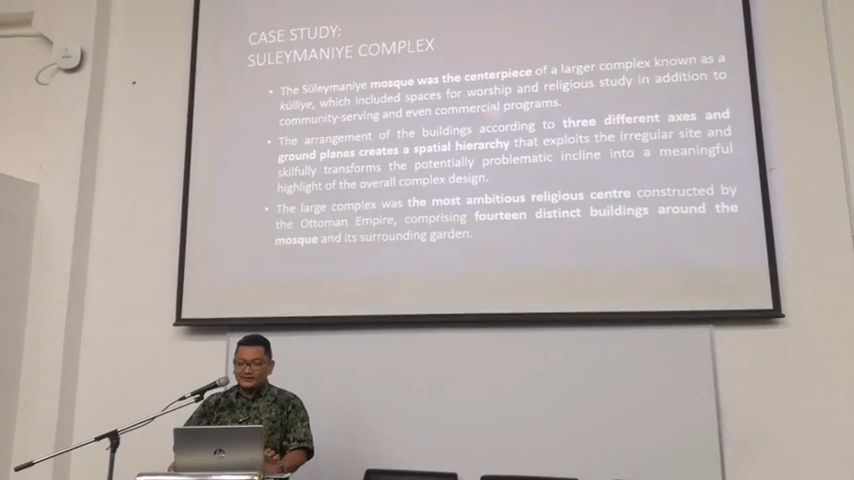 CASE STUDY:
SULEYMANIYE COMPLEX
• The Süleymaniye mosque was the centerpiece of a larger complex known as a
külliye, which included spaces for worship and religious study in addition to
community-serving and even commercial programs.
• The arrangement of the buildings according to three different axes and
ground planes creates a spatial hierarchy that exploits the irregular site and
skilfully transforms the potentially problematic incline into a meaningful
highlight of the overall complex design.
• The large complex was the most ambitious religious centre constructed by
the Ottoman Empire, comprising fourteen distinct buildings around the
mosque and its surrounding garden.
hp